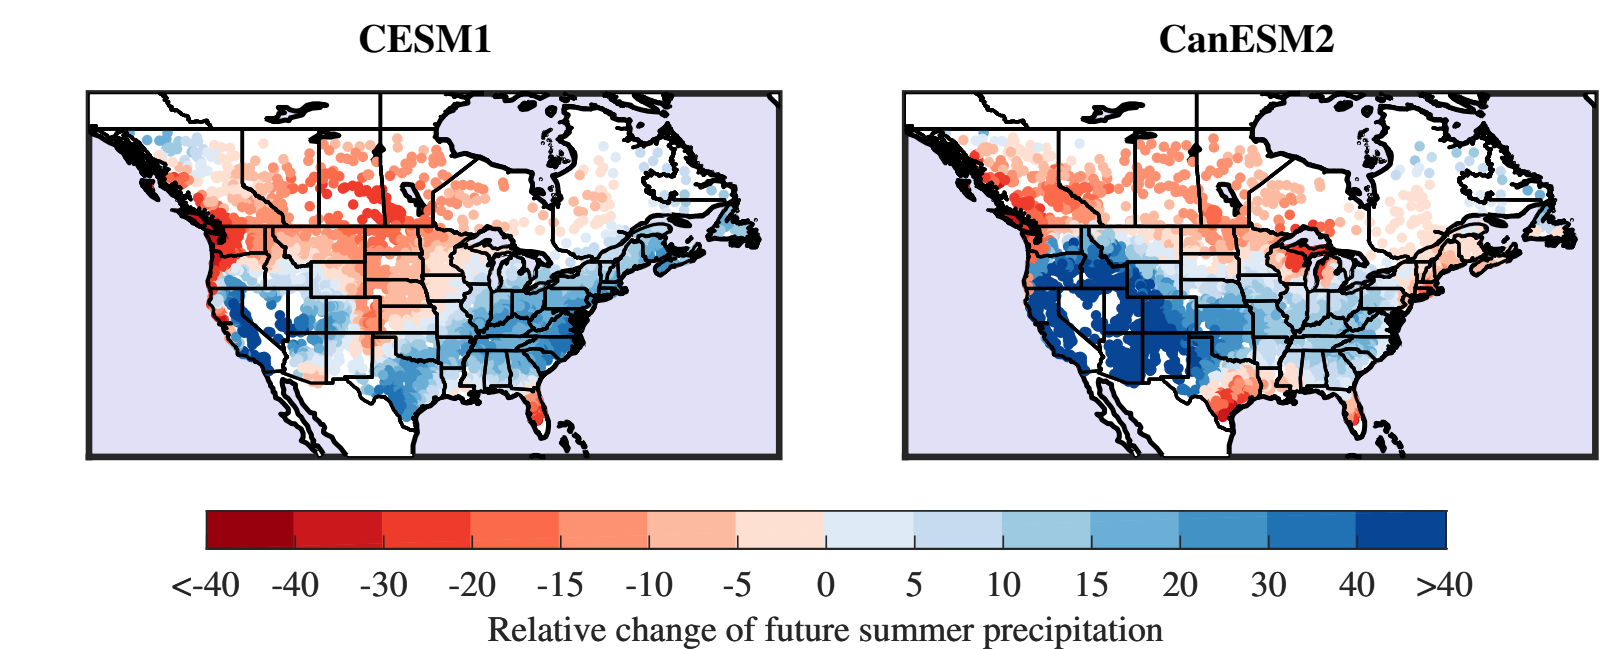 CESM1 CanESM2
<-40 -40 -30 -20 -15 -10 -5 0 5 10 15 20 30 40 >40
Relative change of future summer precipitation